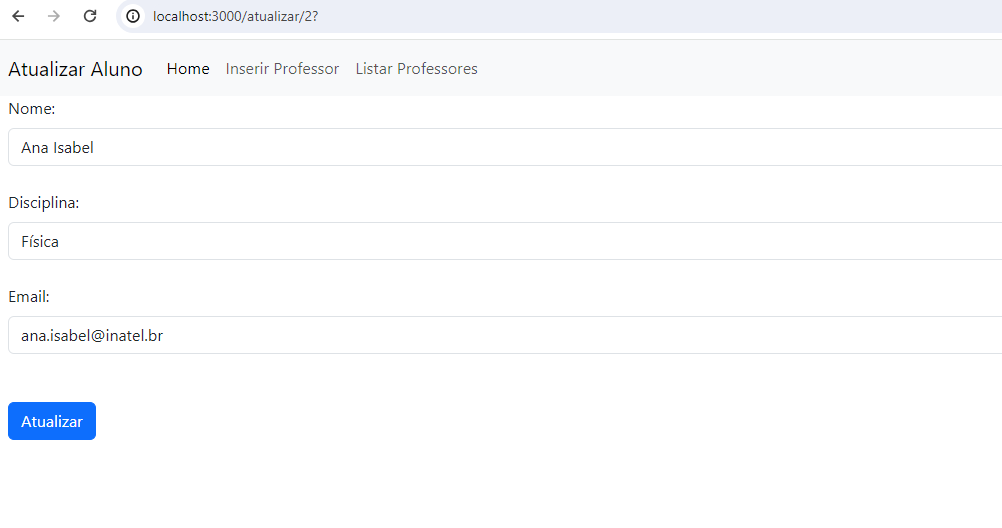 localhost:3000/atualizar/2?
Atualizar Aluno Home Inserir Professor Listar Professores
Nome:
Ana Isabel
Disciplina:
Física
Email:
ana.isabel@inatel.br
Atualizar